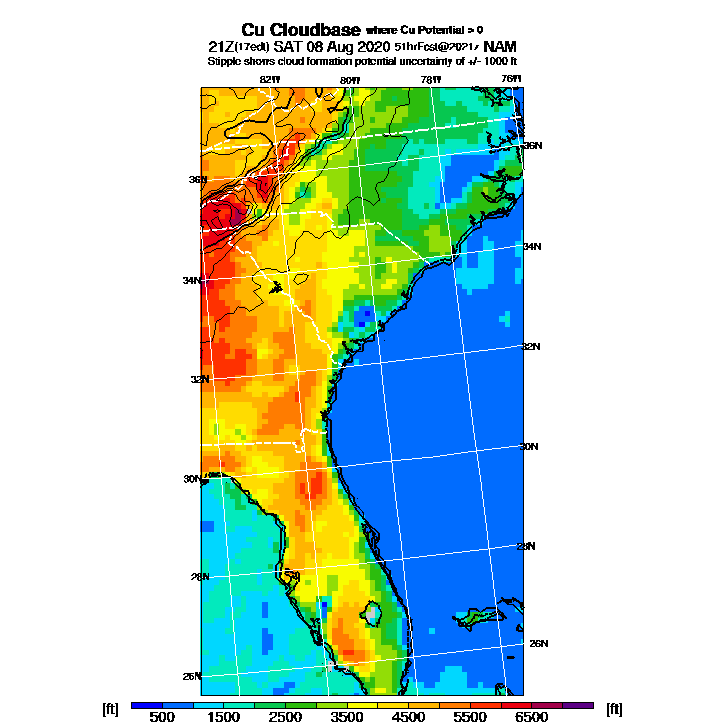 Cu Cloudbase where Cu Potential > 0
21Z(17edt) SAT 08 Aug 2020 51hrFcst@2021z NAM
Stipple shows cloud formation potential uncertainty of +/- 1000 ft
82W 80W 78W 76W
36N
36N
34N
34N
32N
32N
30N
30N
28N
28N
26N
26N
[ft] 500 1500 2500 3500 4500 5500 6500 [ft]